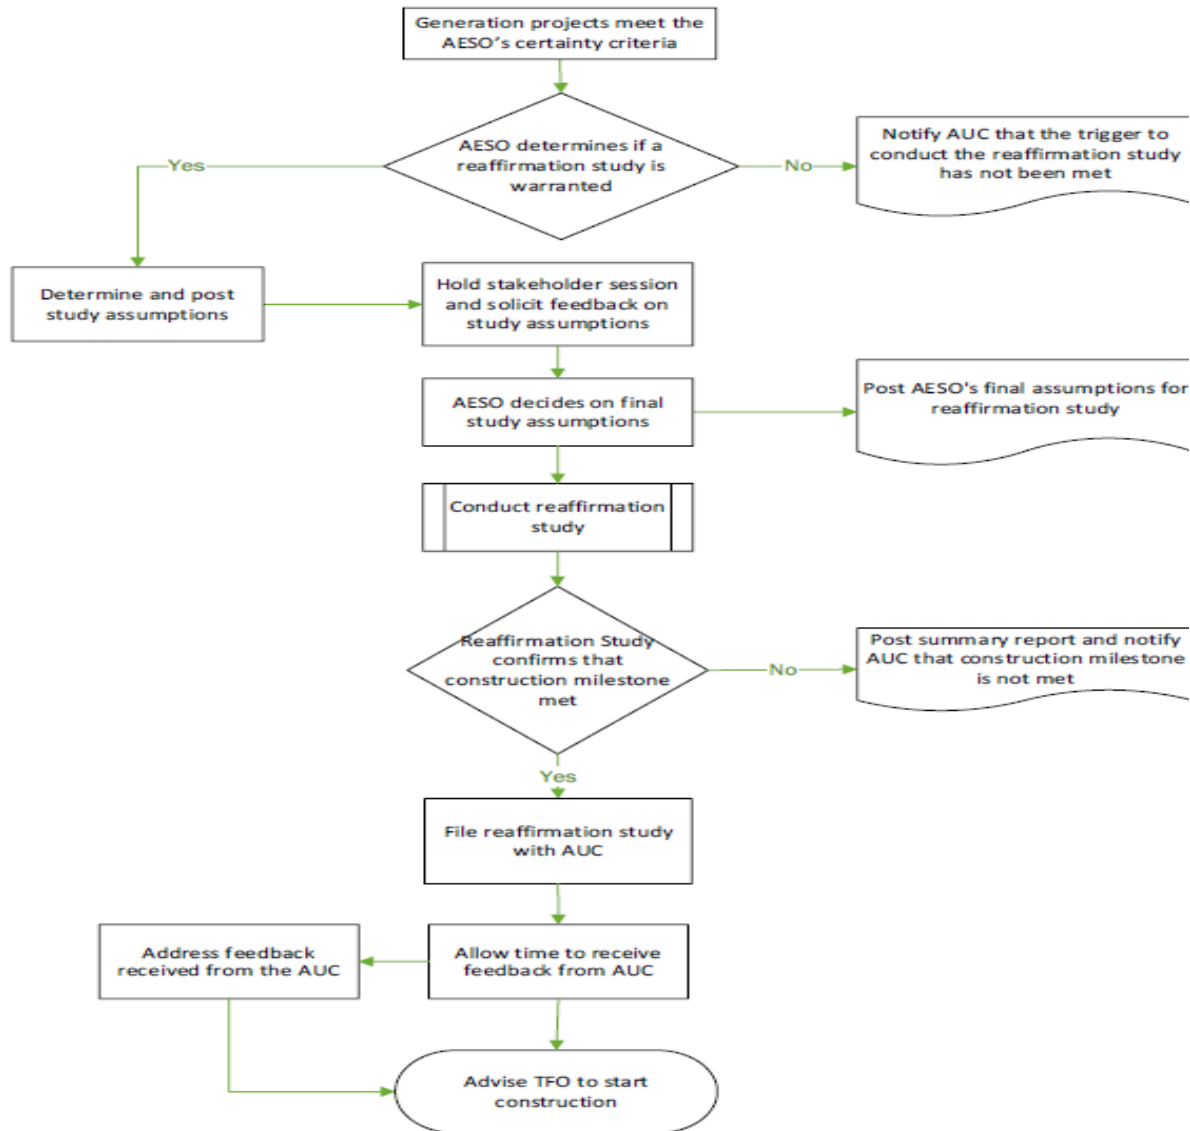 Generation projects meet the
AESO's certainty criteria
AESO determines if a
reaffirmation study is
warranted
Yes
No
Notify AUC that the trigger to
conduct the reaffirmation study
has not been met
Determine and post
study assumptions
Hold stakeholder session
and solicit feedback on
study assumptions
AESO decides on final
study assumptions
Post AESO's final assumptions for
reaffirmation study
Conduct reaffirmation
study
Reaffirmation Study
confirms that
construction milestone
met
No
Post summary report and notify
AUC that construction milestone
is not met
Yes
File reaffirmation study
with AUC
Address feedback
received from the AUC
Allow time to receive
feedback from AUC
Advise TFO to start
construction